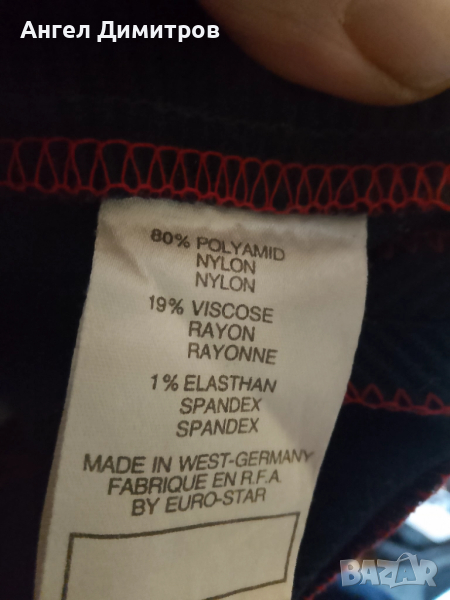 Ангел Димитров
80% POLYAMID
NYLON
NYLON
19% VISCOSE
RAYON
RAYONNE
1% ELASTHAN
SPANDEX
SPANDEX
MADE IN WEST-GERMANY
FABRIQUE EN R.F.A.
BY EURO-STAR
BAZAR